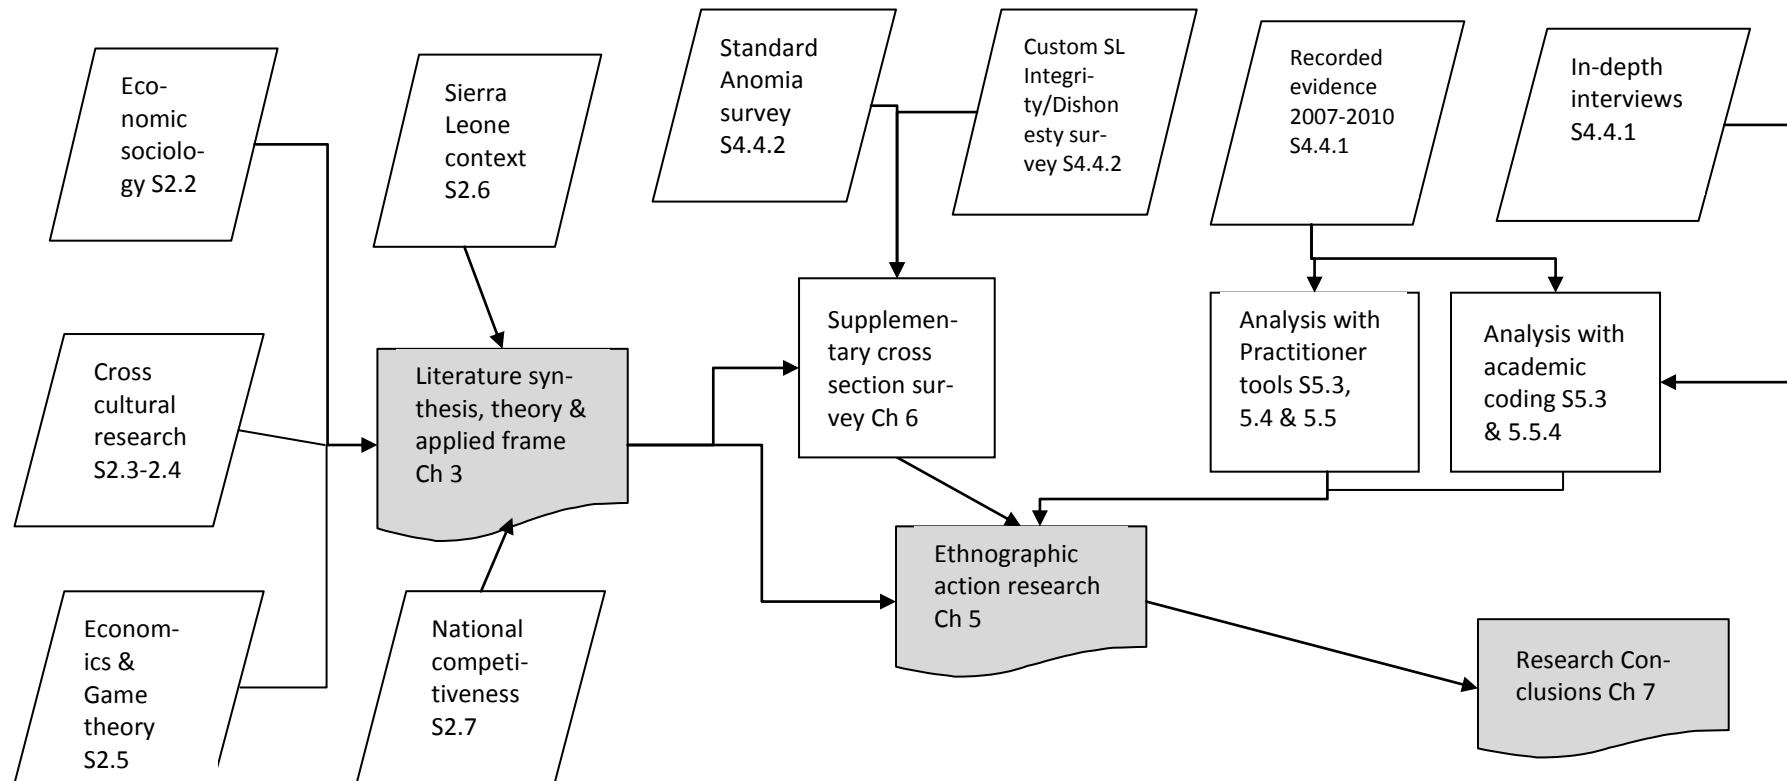 Eco-
nomic
sociolo-
gy S2.2
Sierra
Leone
context
S2.6
Standard
Anomia
survey
S4.4.2
Custom SL
Integri-
ty/Dishon
esty sur-
vey S4.4.2
Recorded
evidence
2007-2010
S4.4.1
In-depth
interviews
S4.4.1
Cross
cultural
research
S2.3-2.4
Literature syn-
thesis, theory &
applied frame
Ch 3
Supplemen-
tary cross
section sur-
vey Ch 6
Analysis with
Practitioner
tools S5.3,
5.4 & 5.5
Analysis with
academic
coding S5.3
& 5.5.4
Econom-
ics &
Game
theory
S2.5
National
competi-
tiveness
S2.7
Ethnographic
action research
Ch 5
Research Con-
clusions Ch 7